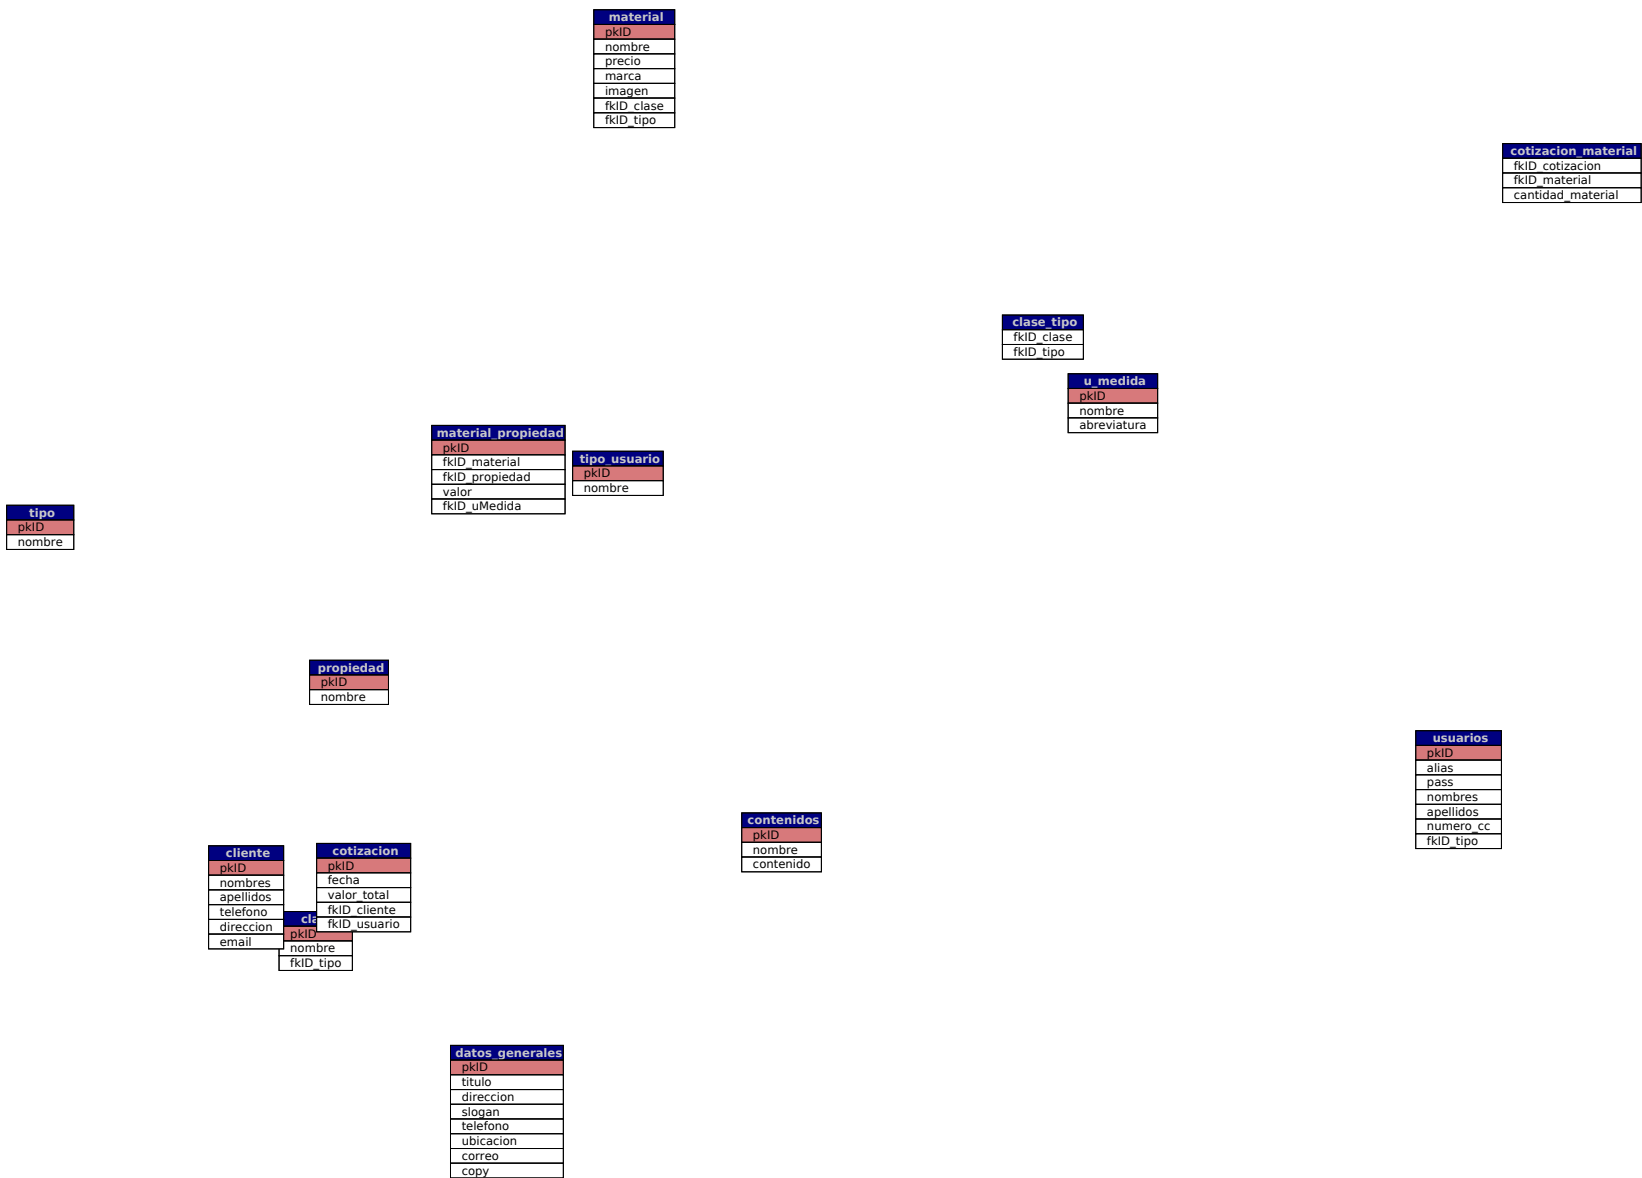 material
pkID
nombre
precio
marca
imagen
fkID_clase
fkID_tipo
cotizacion_material
fkID_cotizacion
fkID_material
cantidad_material
clase_tipo
fkID_clase
fkID_tipo
u_medida
pkID
nombre
abreviatura
material_propiedad
pkID
fkID_material
fkID_propiedad
valor
fkID_uMedida
tipo_usuario
pkID
nombre
tipo
pkID
nombre
propiedad
pkID
nombre
usuarios
pkID
alias
pass
nombres
apellidos
numero_cc
fkID_tipo
contenidos
pkID
nombre
contenido
cliente
pkID
nombres
apellidos
telefono
direccion
email
cotizacion
pkID
fecha
valor_total
fkID_cliente
fkID_usuario
pkID
nombre
fkID_tipo
datos_generales
pkID
titulo
direccion
slogan
telefono
ubicacion
correo
copy